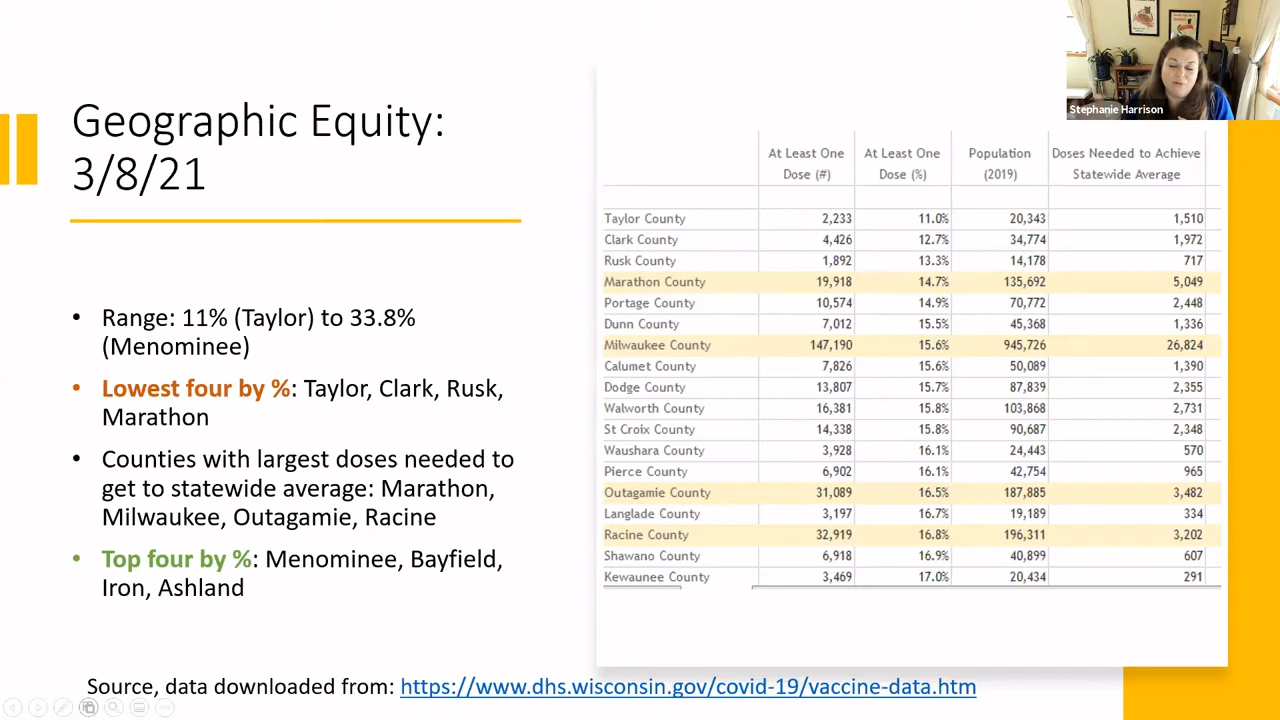 Geographic Equity:
3/8/21
• Range: 11% (Taylor) to 33.8%
(Menominee)
• Lowest four by %: Taylor, Clark, Rusk,
Marathon
• Counties with largest doses needed to
get to statewide average: Marathon,
Milwaukee, Outagamie, Racine
• Top four by %: Menominee, Bayfield,
Iron, Ashland
Stephanie Harrison
At Least One Dose (#) At Least One Dose (%) Population (2019) Doses Needed to Achieve Statewide Average
Taylor County 2,233 11.0% 20,343 1,510
Clark County 4,426 12.7% 34,774 1,972
Rusk County 1,892 13.3% 14,178 717
Marathon County 19,918 14.7% 135,692 5,049
Portage County 10,574 14.9% 70,772 2,448
Dunn County 7,012 15.5% 45,368 1,336
Milwaukee County 147,190 15.6% 945,726 26,824
Calumet County 7,826 15.6% 50,089 1,390
Dodge County 13,807 15.7% 87,839 2,355
Walworth County 16,381 15.8% 103,868 2,731
St Croix County 14,338 15.8% 90,687 2,348
Waushara County 3,928 16.1% 24,443 570
Pierce County 6,902 16.1% 42,754 965
Outagamie County 31,089 16.5% 187,885 3,482
Langlade County 3,197 16.7% 19,189 334
Racine County 32,919 16.8% 196,311 3,202
Shawano County 6,918 16.9% 40,899 607
Kewaunee County 3,469 17.0% 20,434 291
Source, data downloaded from: https://www.dhs.wisconsin.gov/covid-19/vaccine-data.htm